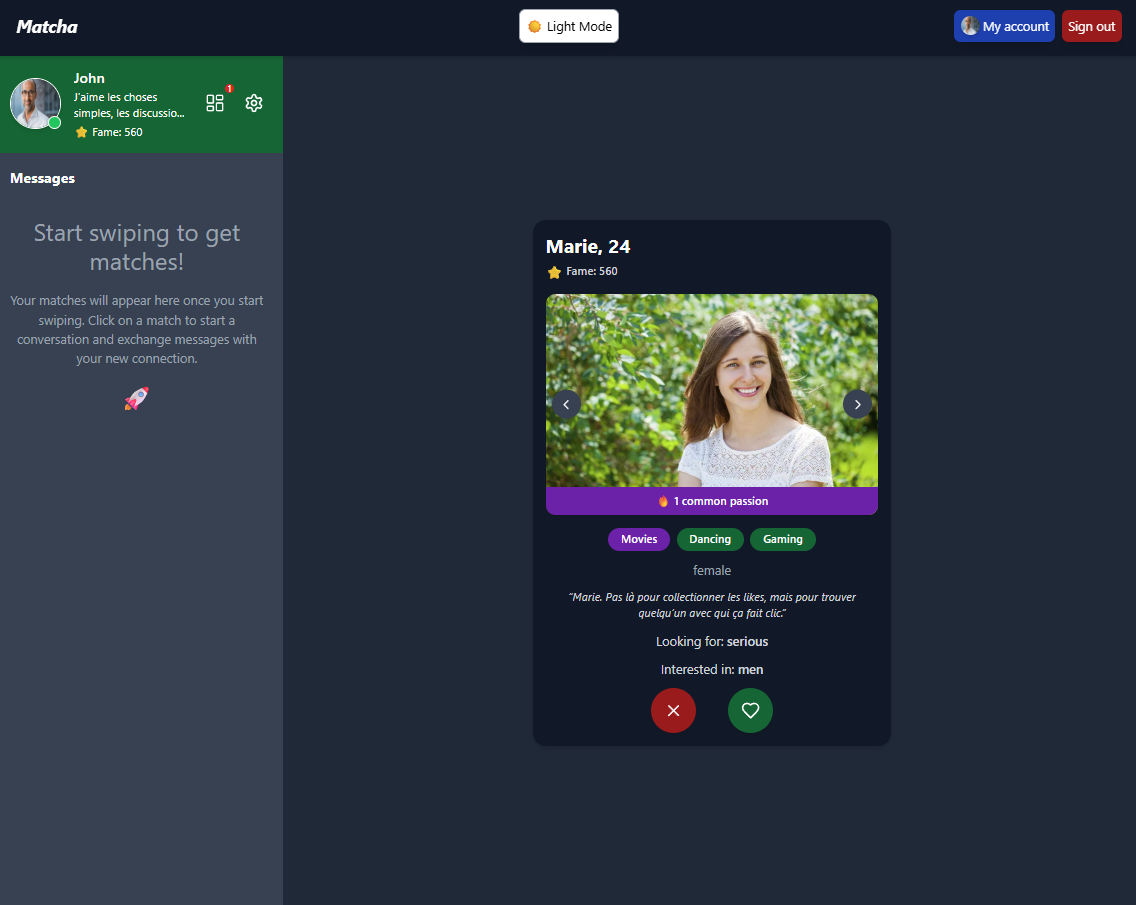 Matcha
Light Mode
My account
Sign out
John
J'aime les choses
simples, les discussio...
Fame: 560
1
Messages
Start swiping to get
matches!
Your matches will appear here once you start
swiping. Click on a match to start a
conversation and exchange messages with
your new connection.
Marie, 24
Fame: 560
1 common passion
Movies
Dancing
Gaming
female
"Marie. Pas là pour collectionner les likes, mais pour trouver
quelqu'un avec qui ça fait clic."
Looking for: serious
Interested in: men